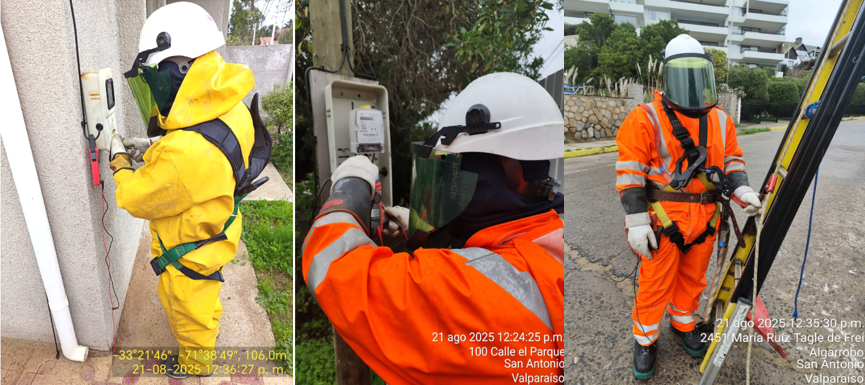 -33°21'46", -71°38'49", 106,0m
21-08-2025 12:36:27 p. m.
21 ago 2025 12:24:25 p.m.
100 Calle el Parque
San Antonio
Valparaíso
21 ago 2025 12:35:30 p.m.
2451 María Ruiz Tagle de Frei
Algarrobo
San Antonio
Valparaíso